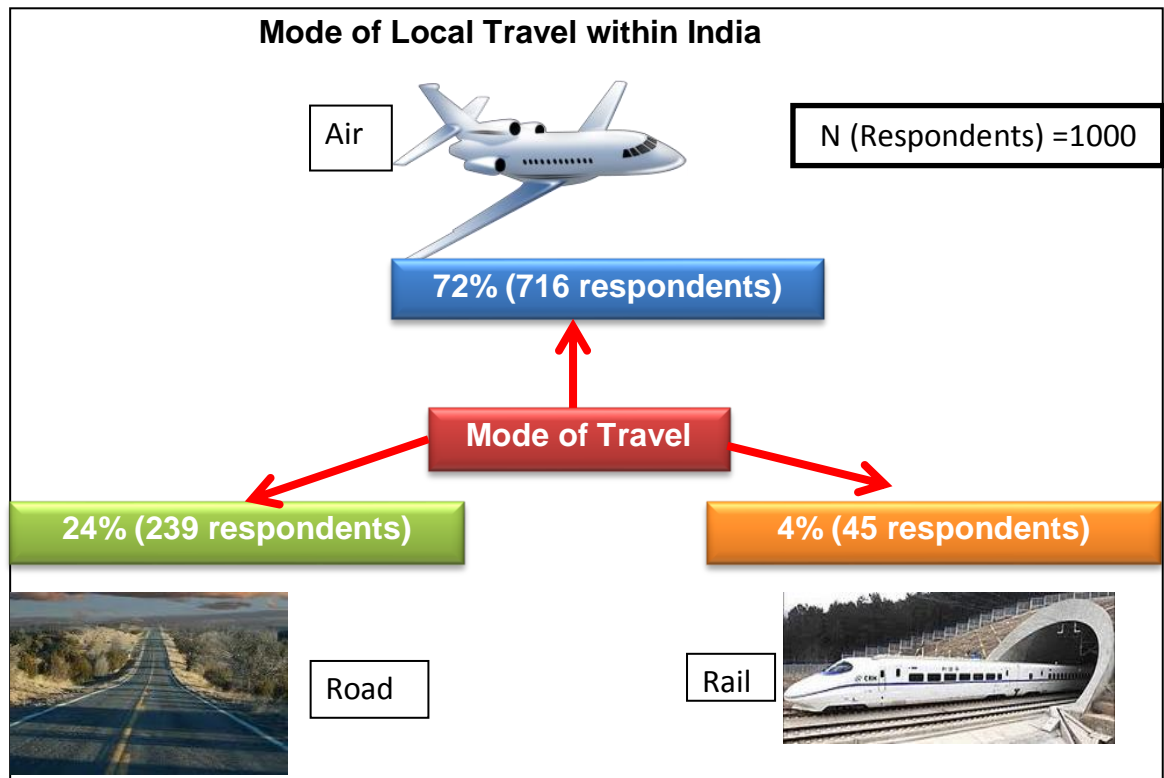 Mode of Local Travel within India
Air
N (Respondents) =1000
72% (716 respondents)
Mode of Travel
24% (239 respondents)
4% (45 respondents)
Road
Rail
CRH